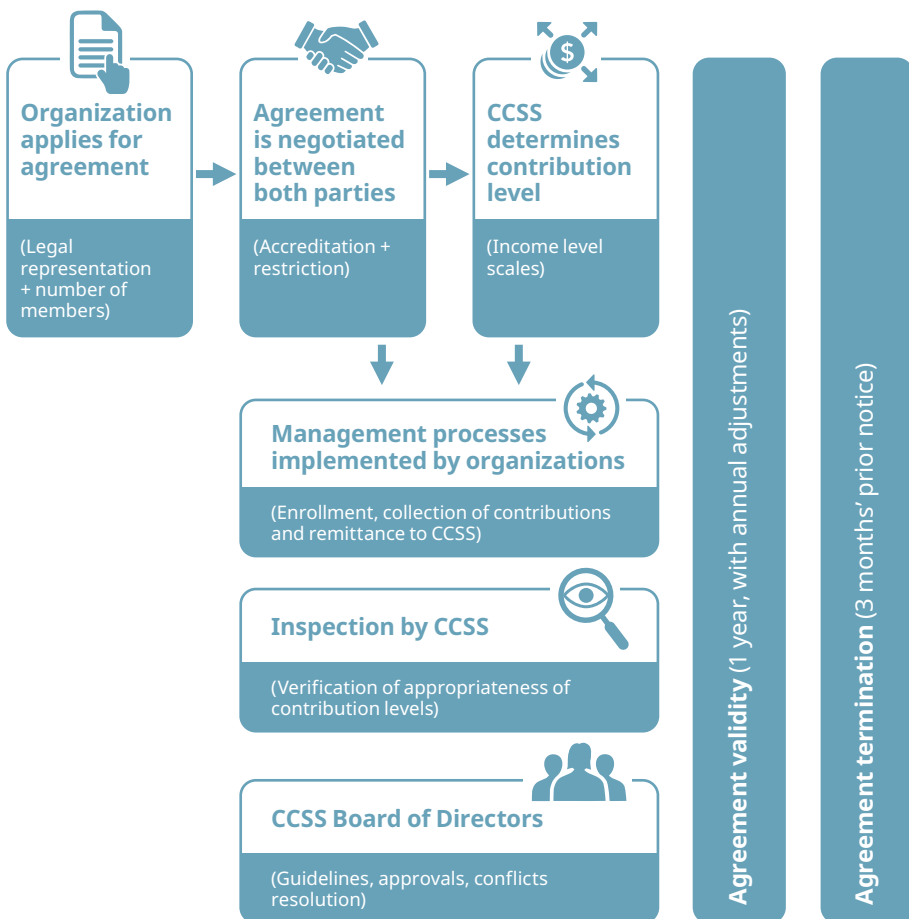 Organization
applies for
agreement
(Legal
representation
+ number of
members)
Agreement
is negotiated
between
both parties
(Accreditation +
restriction)
$
CCSS
determines
contribution
level
(Income level
scales)
Management processes
implemented by organizations
(Enrollment, collection of contributions
and remittance to CCSS)
Inspection by CCSS
(Verification of appropriateness of
contribution levels)
CCSS Board of Directors
(Guidelines, approvals, conflicts
resolution)
Agreement validity (1 year, with annual adjustments)
Agreement termination (3 months’ prior notice)